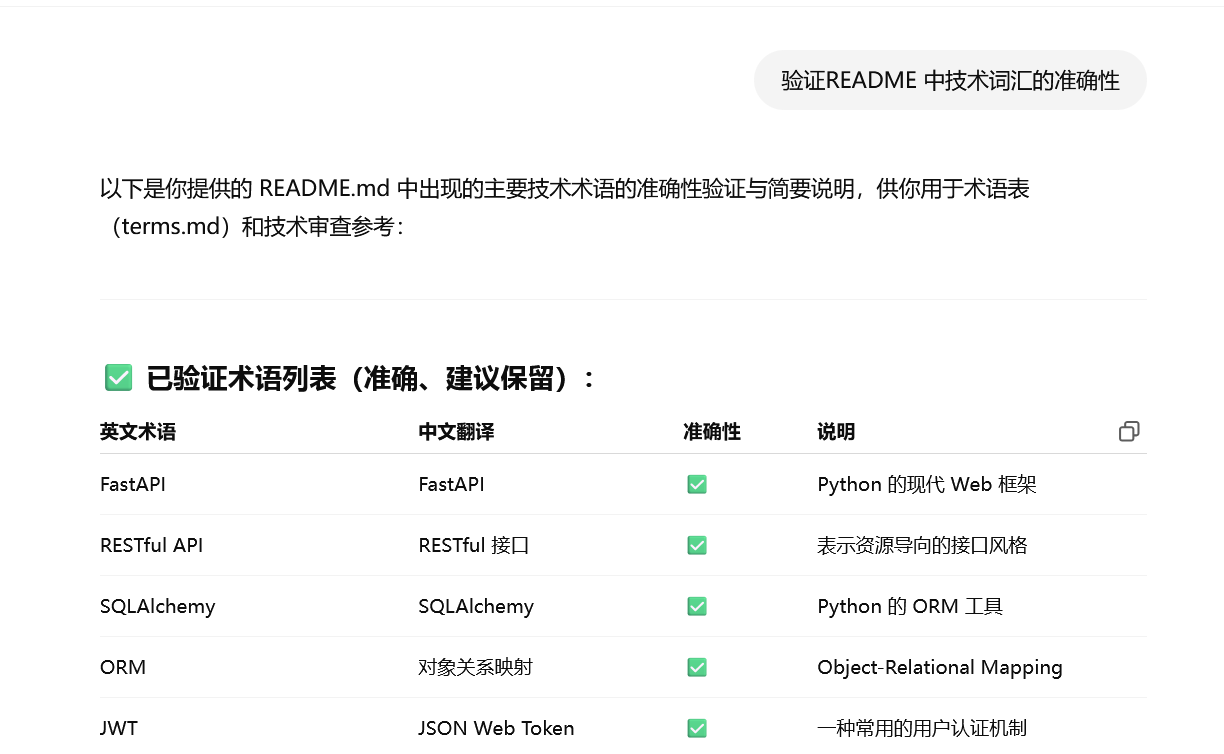 验证README 中技术词汇的准确性
以下是你提供的 README.md 中出现的主要技术术语的准确性验证与简要说明，供你用于术语表
（terms.md）和技术审查参考：
已验证术语列表（准确、建议保留）：
英文术语 中文翻译 准确性 说明
FastAPI FastAPI Python 的现代 Web 框架
RESTful API RESTful 接口 表示资源导向的接口风格
SQLAlchemy SQLAlchemy Python 的 ORM 工具
ORM 对象关系映射 Object-Relational Mapping
JWT JSON Web Token 一种常用的用户认证机制